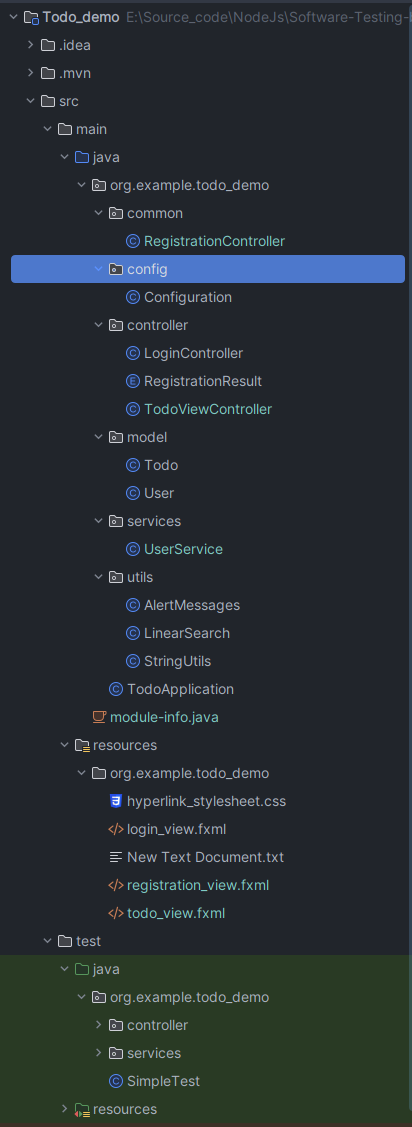 Todo_demo E:\Source_code\NodeJs\Software-Testing-
.idea
.mvn
src
main
java
org.example.todo_demo
common
RegistrationController
config
Configuration
controller
LoginController
RegistrationResult
TodoViewController
model
Todo
User
services
UserService
utils
AlertMessages
LinearSearch
StringUtils
TodoApplication
module-info.java
resources
org.example.todo_demo
hyperlink_stylesheet.css
login_view.fxml
New Text Document.txt
registration_view.fxml
todo_view.fxml
test
java
org.example.todo_demo
controller
services
SimpleTest
resources